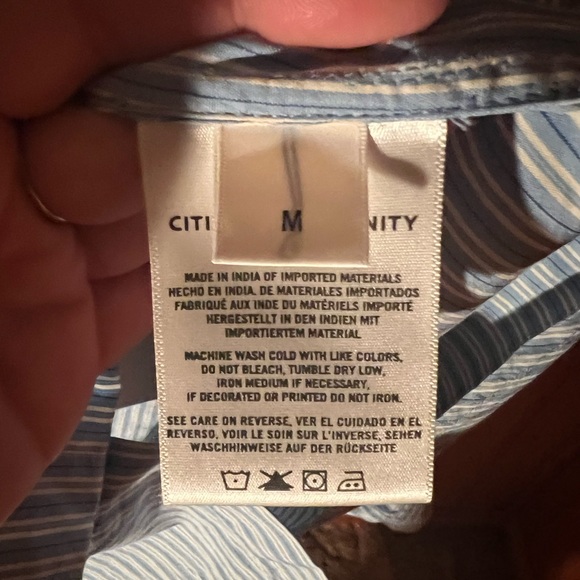 CITI M NITY
MADE IN INDIA OF IMPORTED MATERIALS
HECHO EN INDIA. DE MATERIALES IMPORTADOS
FABRIQUÉ AUX INDE DU MATÉRIELS IMPORTÉ
HERGESTELLT IN DEN INDIEN MIT
IMPORTIERTEM MATERIAL
MACHINE WASH COLD WITH LIKE COLORS,
DO NOT BLEACH, TUMBLE DRY LOW,
IRON MEDIUM IF NECESSARY,
IF DECORATED OR PRINTED DO NOT IRON.
SEE CARE ON REVERSE, VER EL CUIDADO EN EL
REVERSO, VOIR LE SOIN SUR L'INVERSE, SEHEN
WASCHHINWEISE AUF DER RÜCKSEITE